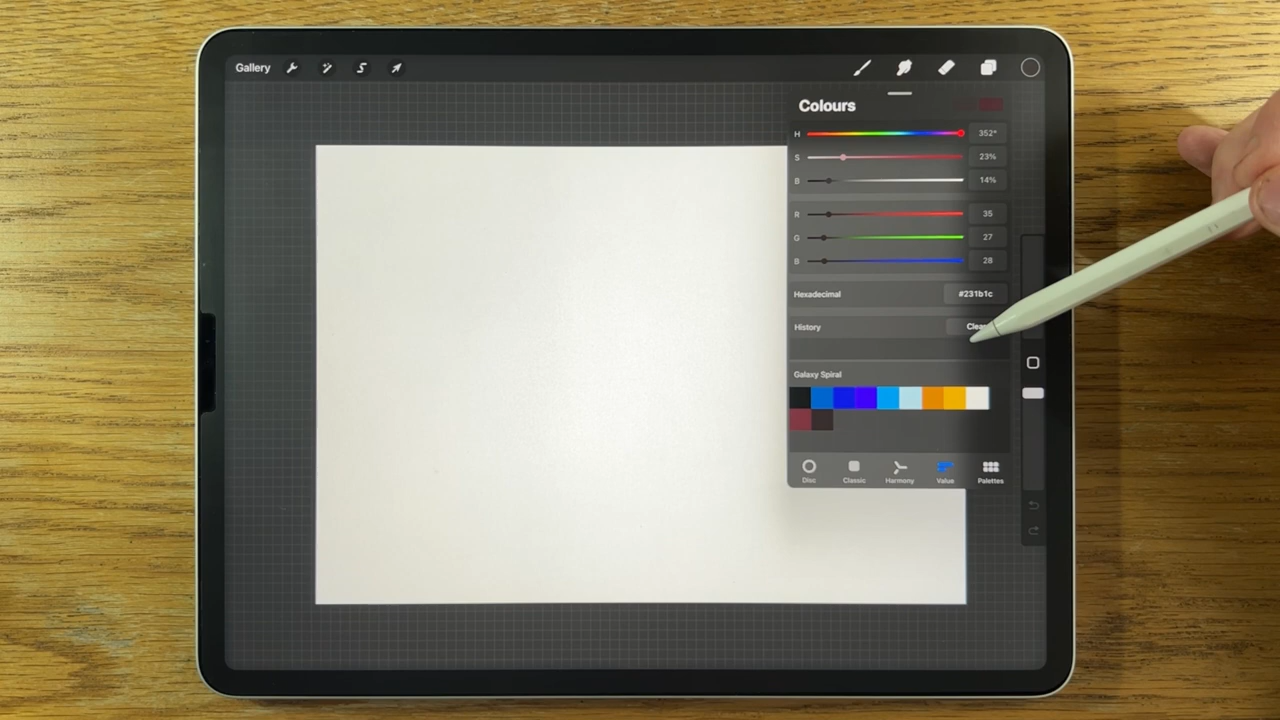 Gallery
Colours
H 352°
S 23%
B 14%
R 35
G 27
B 28
Hexadecimal #231b1c
History
Galaxy Spiral
Disc Classic Harmony Value Palettes